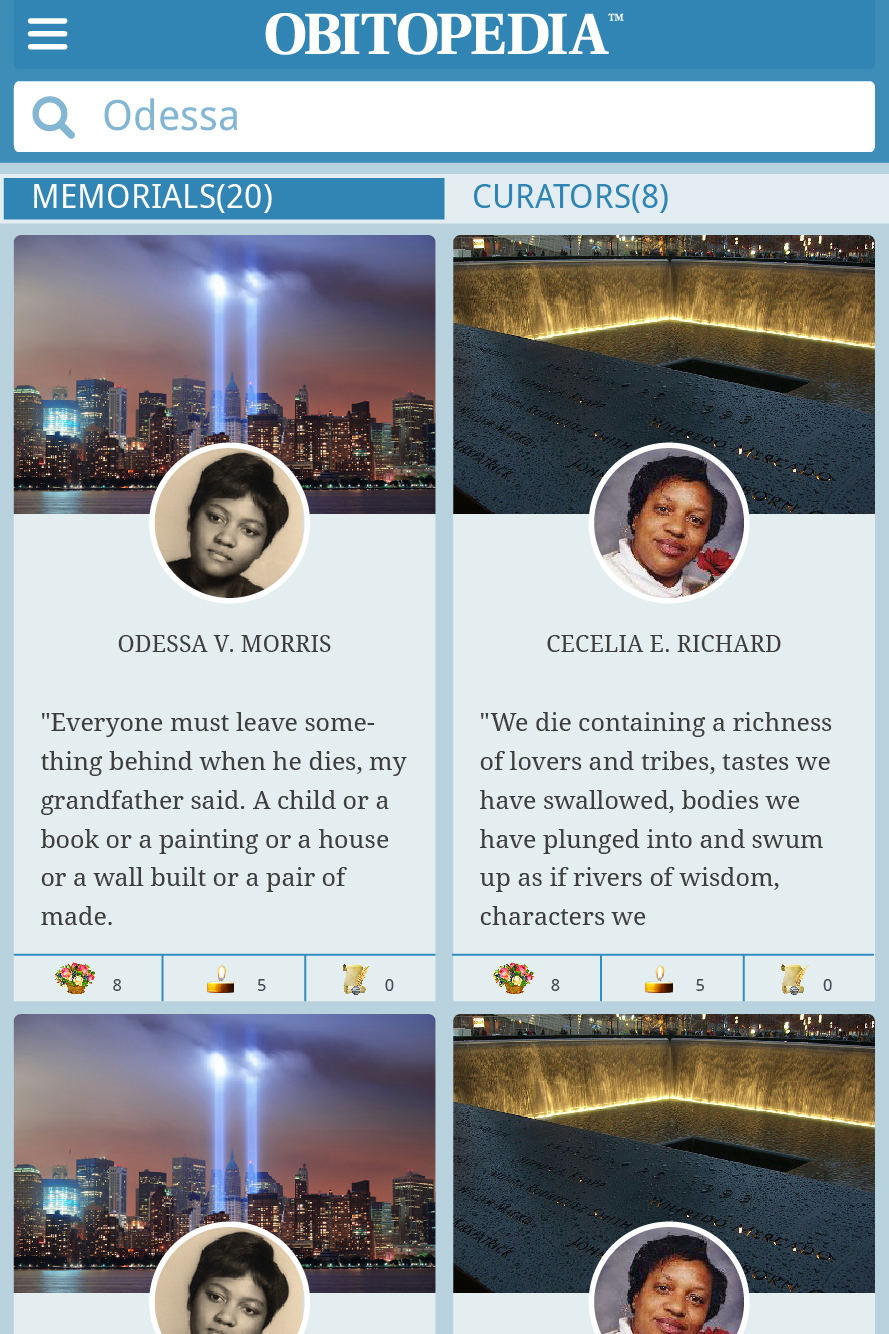 OBITOPEDIA™
Odessa
MEMORIALS(20)
CURATORS(8)
ODESSA V. MORRIS
"Everyone must leave some-
thing behind when he dies, my
grandfather said. A child or a
book or a painting or a house
or a wall built or a pair of
made.
8
5
0
CECELIA E. RICHARD
"We die containing a richness
of lovers and tribes, tastes we
have swallowed, bodies we
have plunged into and swum
up as if rivers of wisdom,
characters we
8
5
0